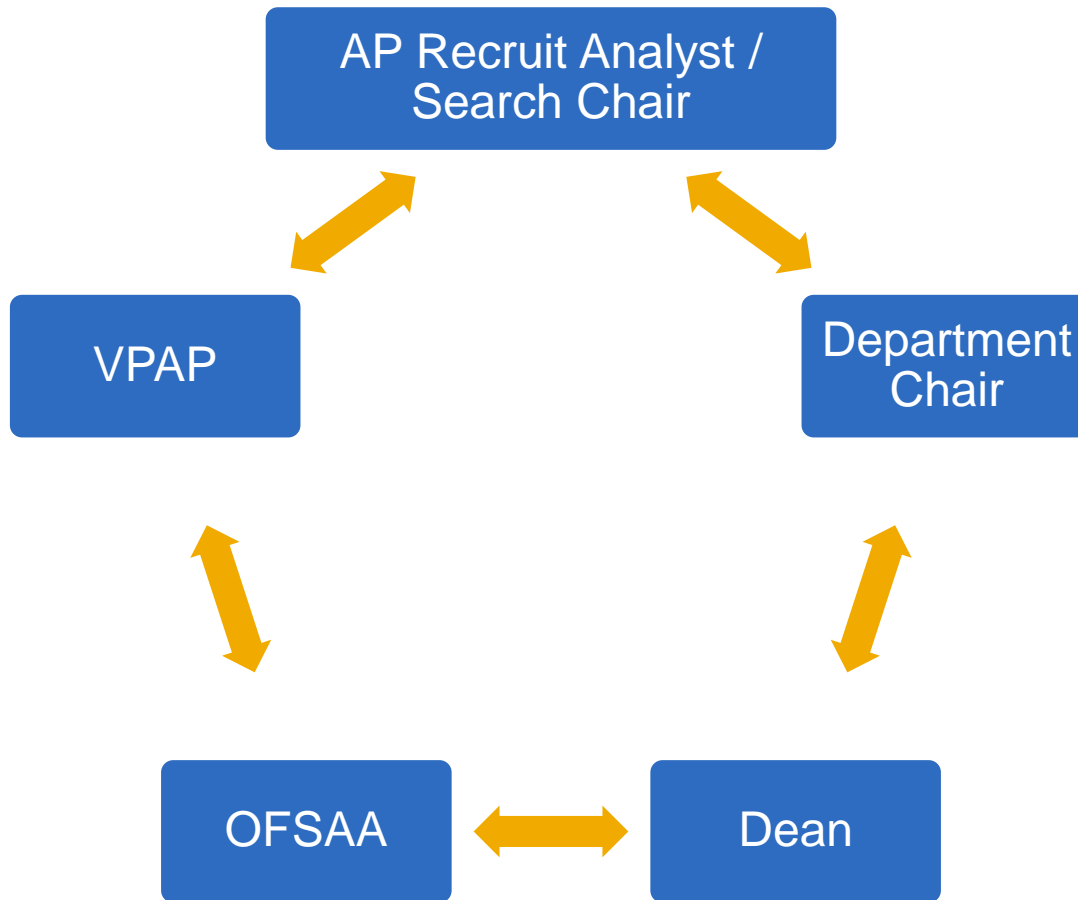 AP Recruit Analyst /
Search Chair
VPAP
Department
Chair
OFSAA
Dean